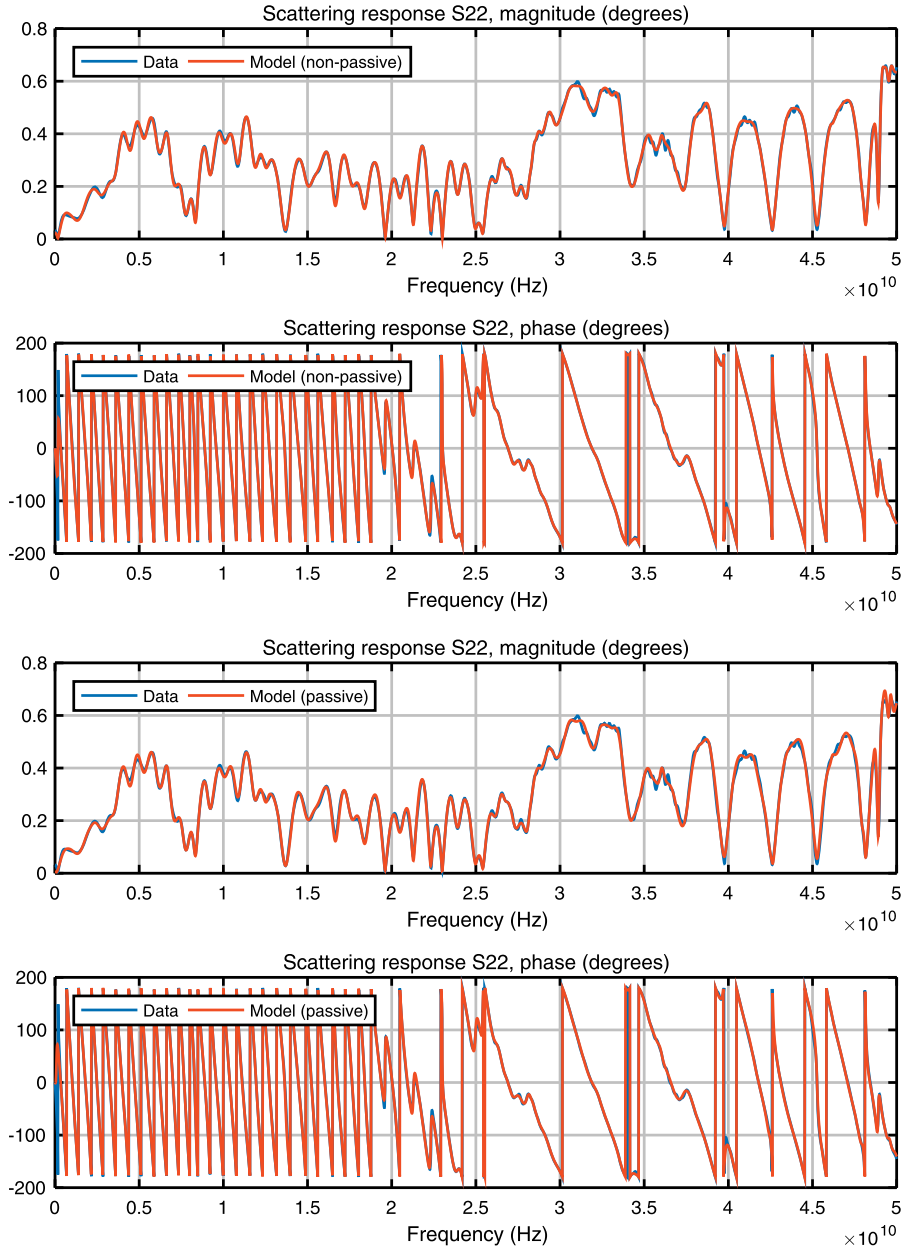 Scattering response S22, magnitude (degrees)
0.8
0.6
0.4
0.2
0
Data Model (non-passive)
0 0.5 1 1.5 2 2.5 3 3.5 4 4.5 5
Frequency (Hz)
×10^10
Scattering response S22, phase (degrees)
200
100
0
-100
-200
Data Model (non-passive)
0 0.5 1 1.5 2 2.5 3 3.5 4 4.5 5
Frequency (Hz)
×10^10
Scattering response S22, magnitude (degrees)
0.8
0.6
0.4
0.2
0
Data Model (passive)
0 0.5 1 1.5 2 2.5 3 3.5 4 4.5 5
Frequency (Hz)
×10^10
Scattering response S22, phase (degrees)
200
100
0
-100
-200
Data Model (passive)
0 0.5 1 1.5 2 2.5 3 3.5 4 4.5 5
Frequency (Hz)
×10^10